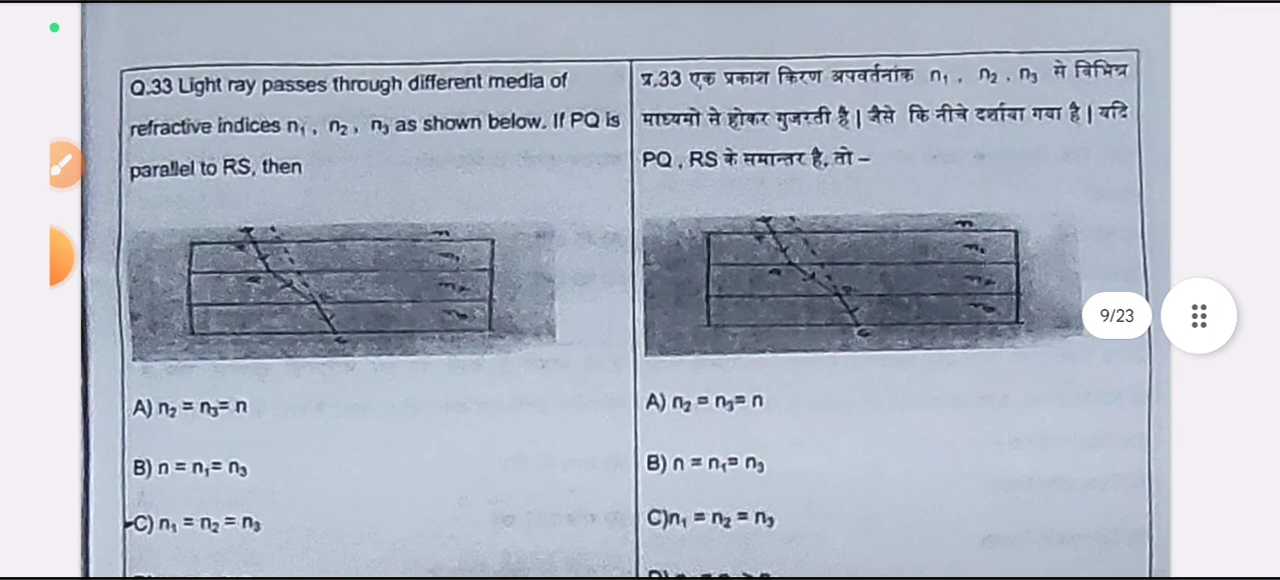 Q.33 Light ray passes through different media of
refractive indices n₁ , n₂ , n₃ as shown below. If PQ is
parallel to RS, then
A) n₂ = n₃= n
B) n = n₁= n₃
C) n₁ = n₂ = n₃
प्र.33 एक प्रकाश किरण अपवर्तनांक n₁ , n₂ , n₃ से विभिन्न
माध्यमों से होकर गुजरती है | जैसे कि नीचे दर्शाया गया है | यदि
PQ , RS के समान्तर है, तो –
A) n₂ = n₃= n
B) n = n₁= n₃
C)n₁ = n₂ = n₃
9/23